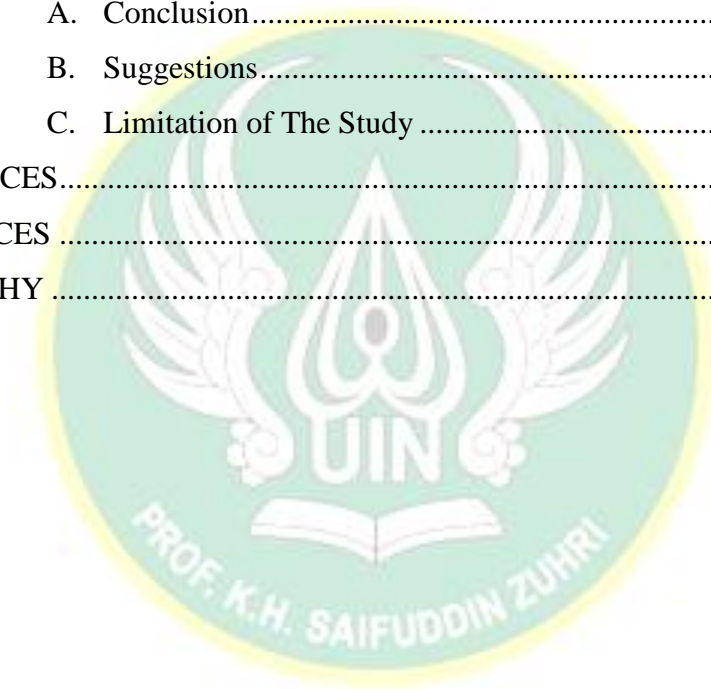 A. Conclusion........................................................
B. Suggestions.......................................................
C. Limitation of The Study ...................................
CES...............................................................................
CES ..............................................................................
HY ................................................................................
UIN
PROF. K.H. SAIFUDDIN ZUHRI